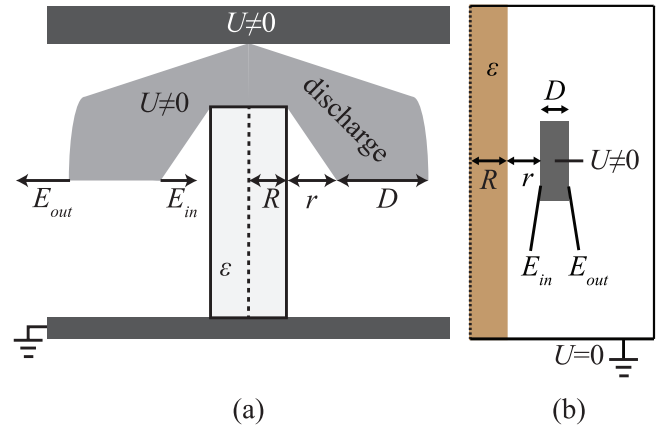 U≠0
U≠0
discharge
E_out
E_in
R
r
D
ε
(a)
ε
D
U≠0
R
r
E_in
E_out
U=0
(b)